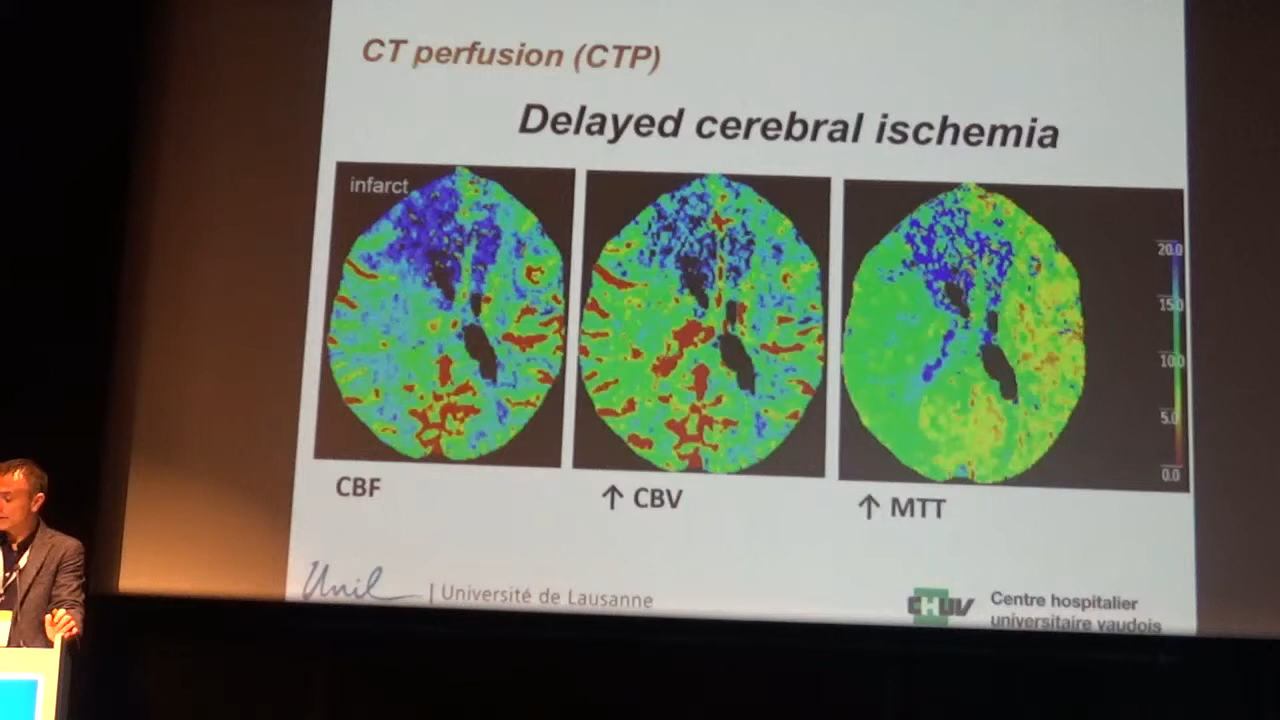 CT perfusion (CTP)
Delayed cerebral ischemia
infarct
20.0
15.0
10.0
5.0
0.0
CBF
↑ CBV
↑ MTT
Unil
| Université de Lausanne
CHUV
Centre hospitalier
universitaire vaudois